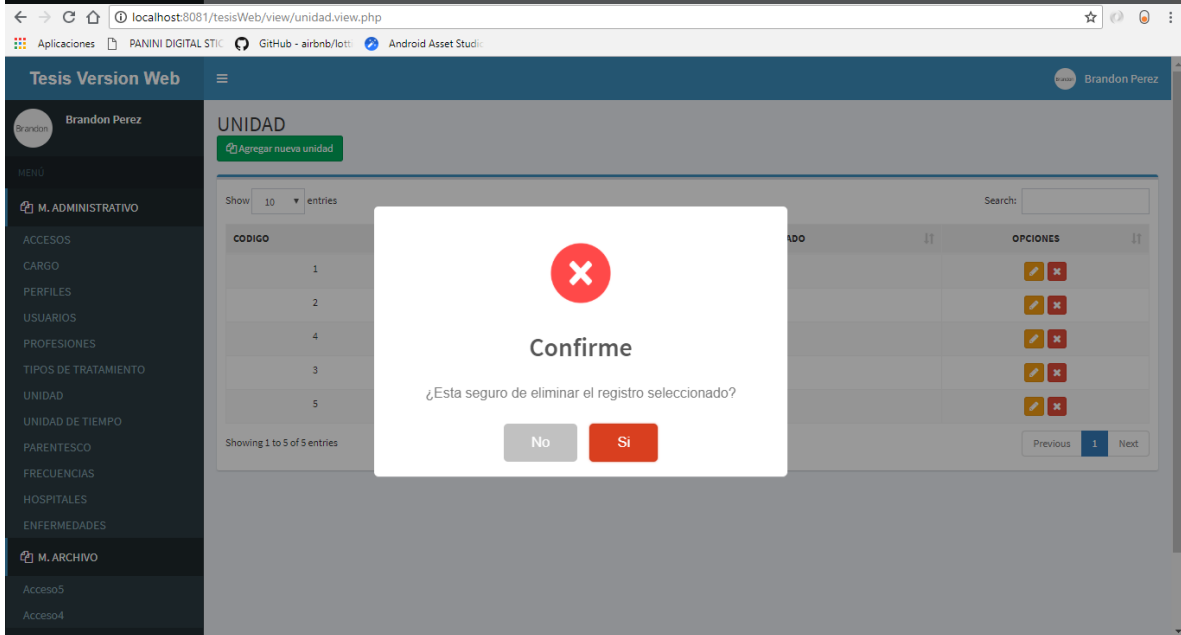 localhost:8081/tesisWeb/view/unidad.view.php
Aplicaciones PANINI DIGITAL STIC GitHub - airbnb/lott Android Asset Studio
Tesis Version Web
Brandon Perez
Brandon
Brandon Perez
MENÚ
M. ADMINISTRATIVO
ACCESOS
CARGO
PERFILES
USUARIOS
PROFESIONES
TIPOS DE TRATAMIENTO
UNIDAD
UNIDAD DE TIEMPO
PARENTESCO
FRECUENCIAS
HOSPITALES
ENFERMEDADES
M. ARCHIVO
Acceso5
Acceso4
UNIDAD
Agregar nueva unidad
Show 10 entries
Search:
CODIGO ADO OPCIONES
1
2
4
3
5
Showing 1 to 5 of 5 entries
Previous 1 Next
Confirme
¿Esta seguro de eliminar el registro seleccionado?
No Si